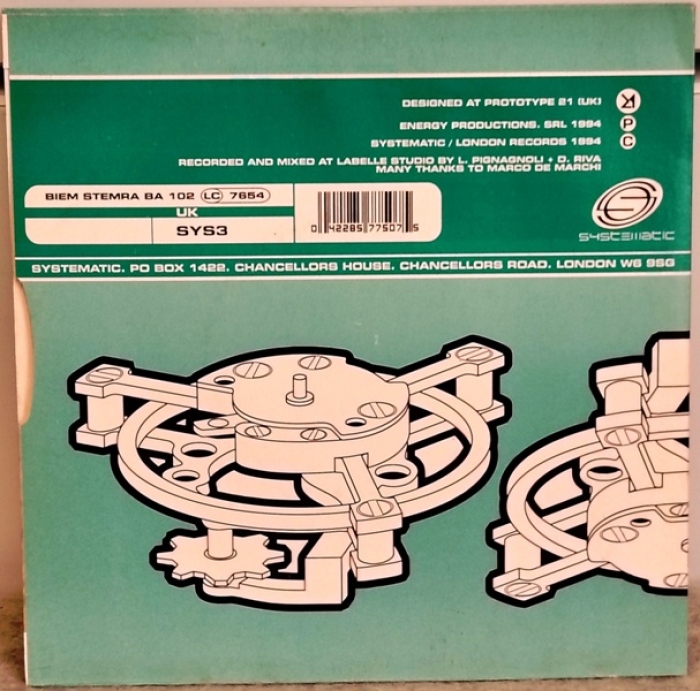 DESIGNED AT PROTOTYPE 21 (UK)
ENERGY PRODUCTIONS. SRL 1994
P
SYSTEMATIC / LONDON RECORDS 1994
C
RECORDED AND MIXED AT LABELLE STUDIO BY L. PIGNAGNOLI + D. RIVA
MANY THANKS TO MARCO DE MARCHI
BIEM STEMRA BA 102 LC 7654
UK
SYS3
0 42285 77507 5
SYSTEMATIC
SYSTEMATIC. PO BOX 1422. CHANCELLORS HOUSE. CHANCELLORS ROAD. LONDON W6 9SG